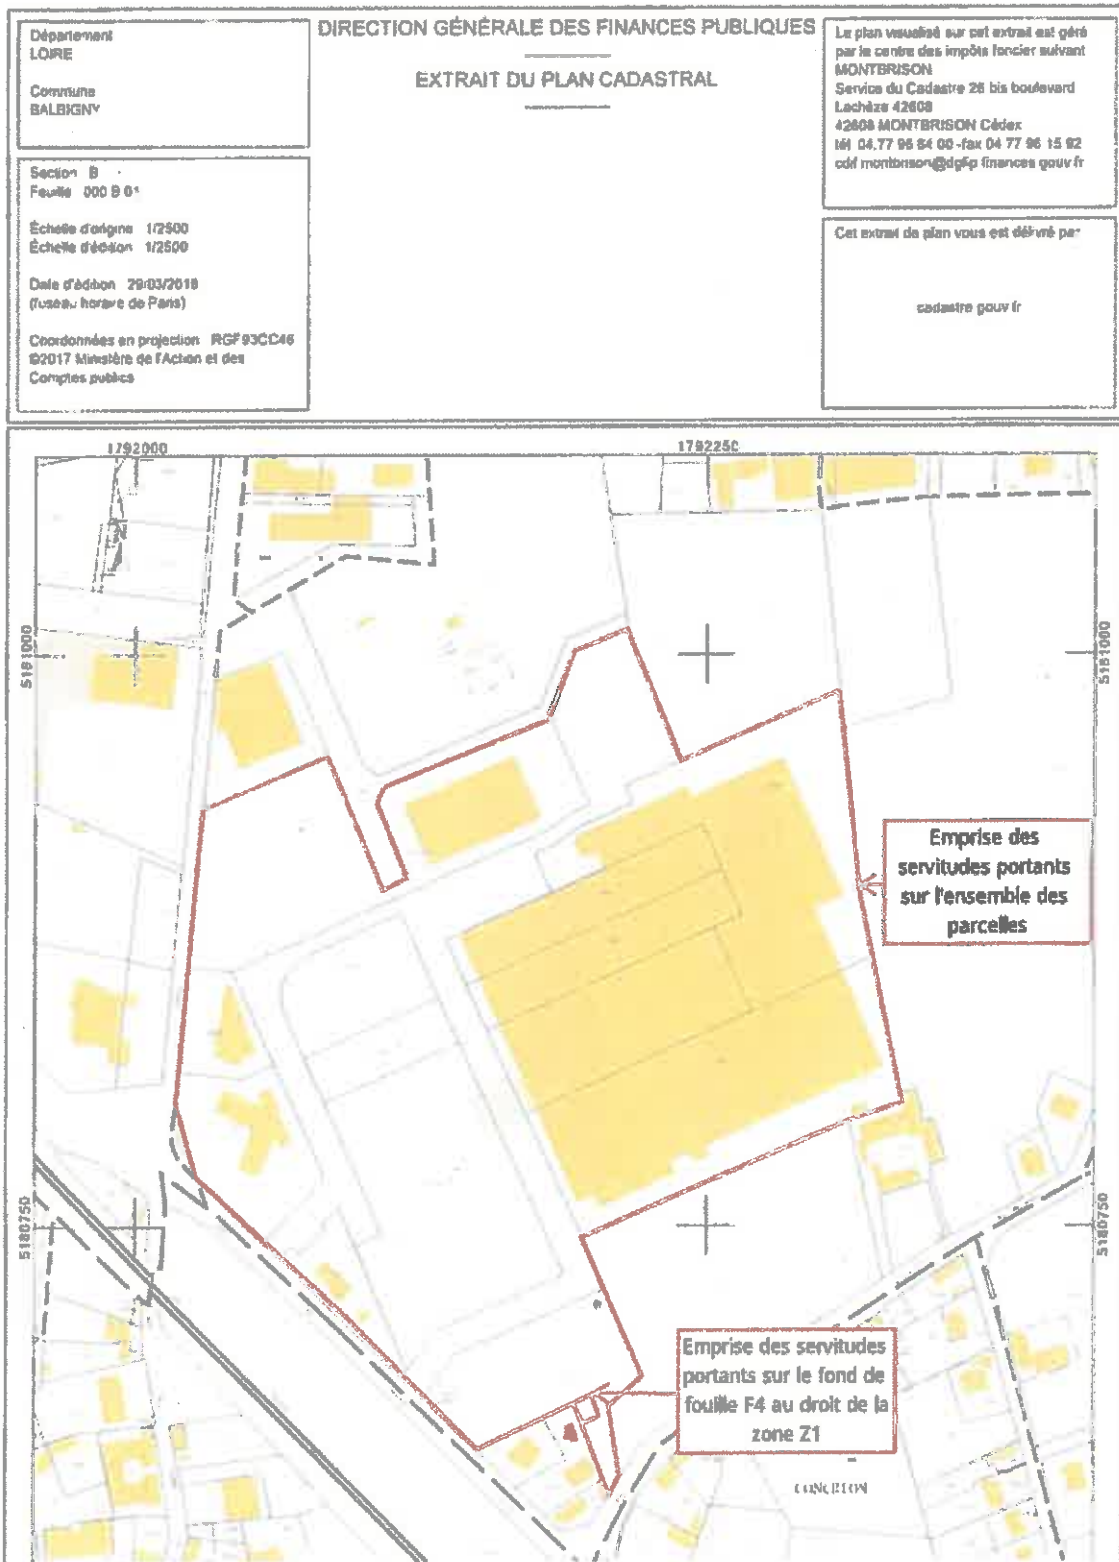 Département
LOIRE
Commune
BALBIGNY
Section B
Feuille 000 B 01
Échelle d'origine 1/2500
Échelle d'édition 1/2500
Date d'édition 29/03/2018
(fuseau horaire de Paris)
Coordonnées en projection RGF93CC46
©2017 Ministère de l'Action et des
Comptes publics
DIRECTION GÉNÉRALE DES FINANCES PUBLIQUES
EXTRAIT DU PLAN CADASTRAL
Le plan visualisé sur cet extrait est géré
par le centre des impôts foncier suivant
MONTBRISON
Service du Cadastre 26 bis boulevard
Lachèze 42608
42608 MONTBRISON Cédex
tél 04.77 96 64 00 -fax 04 77 96 15 92
cdif montbrison@dgfip finances gouv fr
Cet extrait de plan vous est délivré par
cadastre gouv fr
1792000
1792250
5181000
5181000
Emprise des
servitudes portants
sur l'ensemble des
parcelles
5180750
5180750
Emprise des servitudes
portants sur le fond de
fouille F4 au droit de la
zone Z1